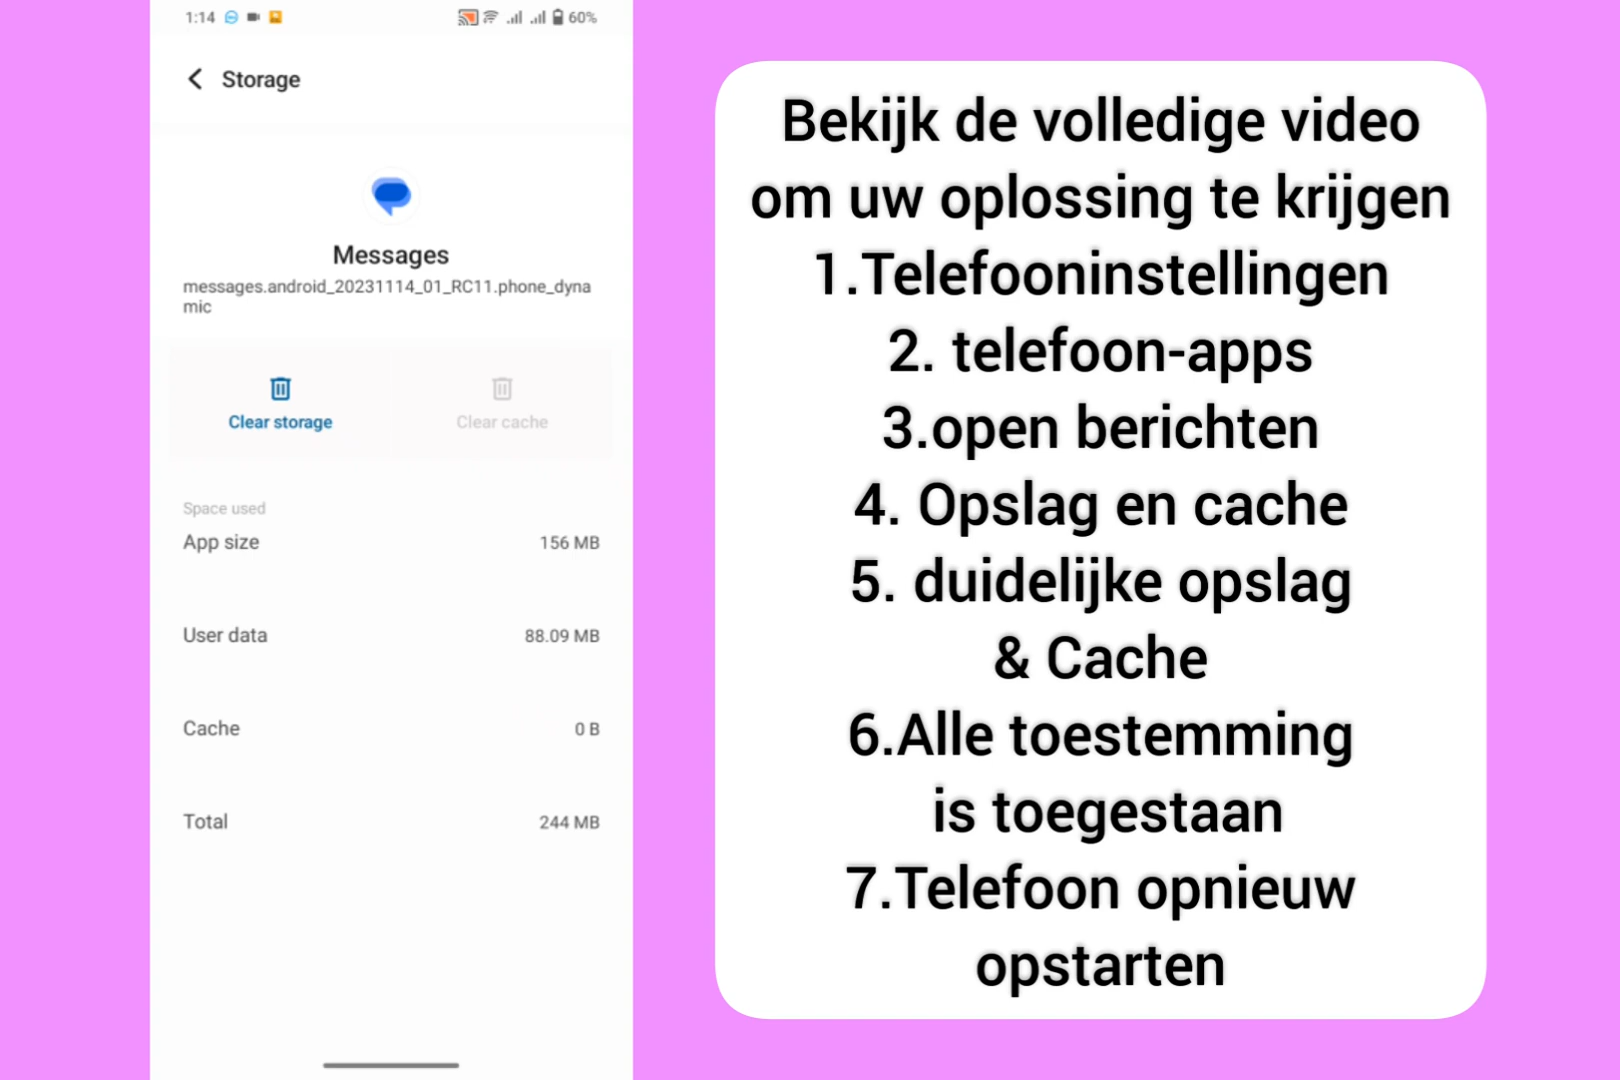 1:14
60%
Storage
Messages
messages.android_20231114_01_RC11.phone_dyna
mic
Clear storage
Clear cache
Space used
App size
156 MB
User data
88.09 MB
Cache
0 B
Total
244 MB
Bekijk de volledige video
om uw oplossing te krijgen
1.Telefooninstellingen
2. telefoon-apps
3.open berichten
4. Opslag en cache
5. duidelijke opslag
& Cache
6.Alle toestemming
is toegestaan
7.Telefoon opnieuw
opstarten